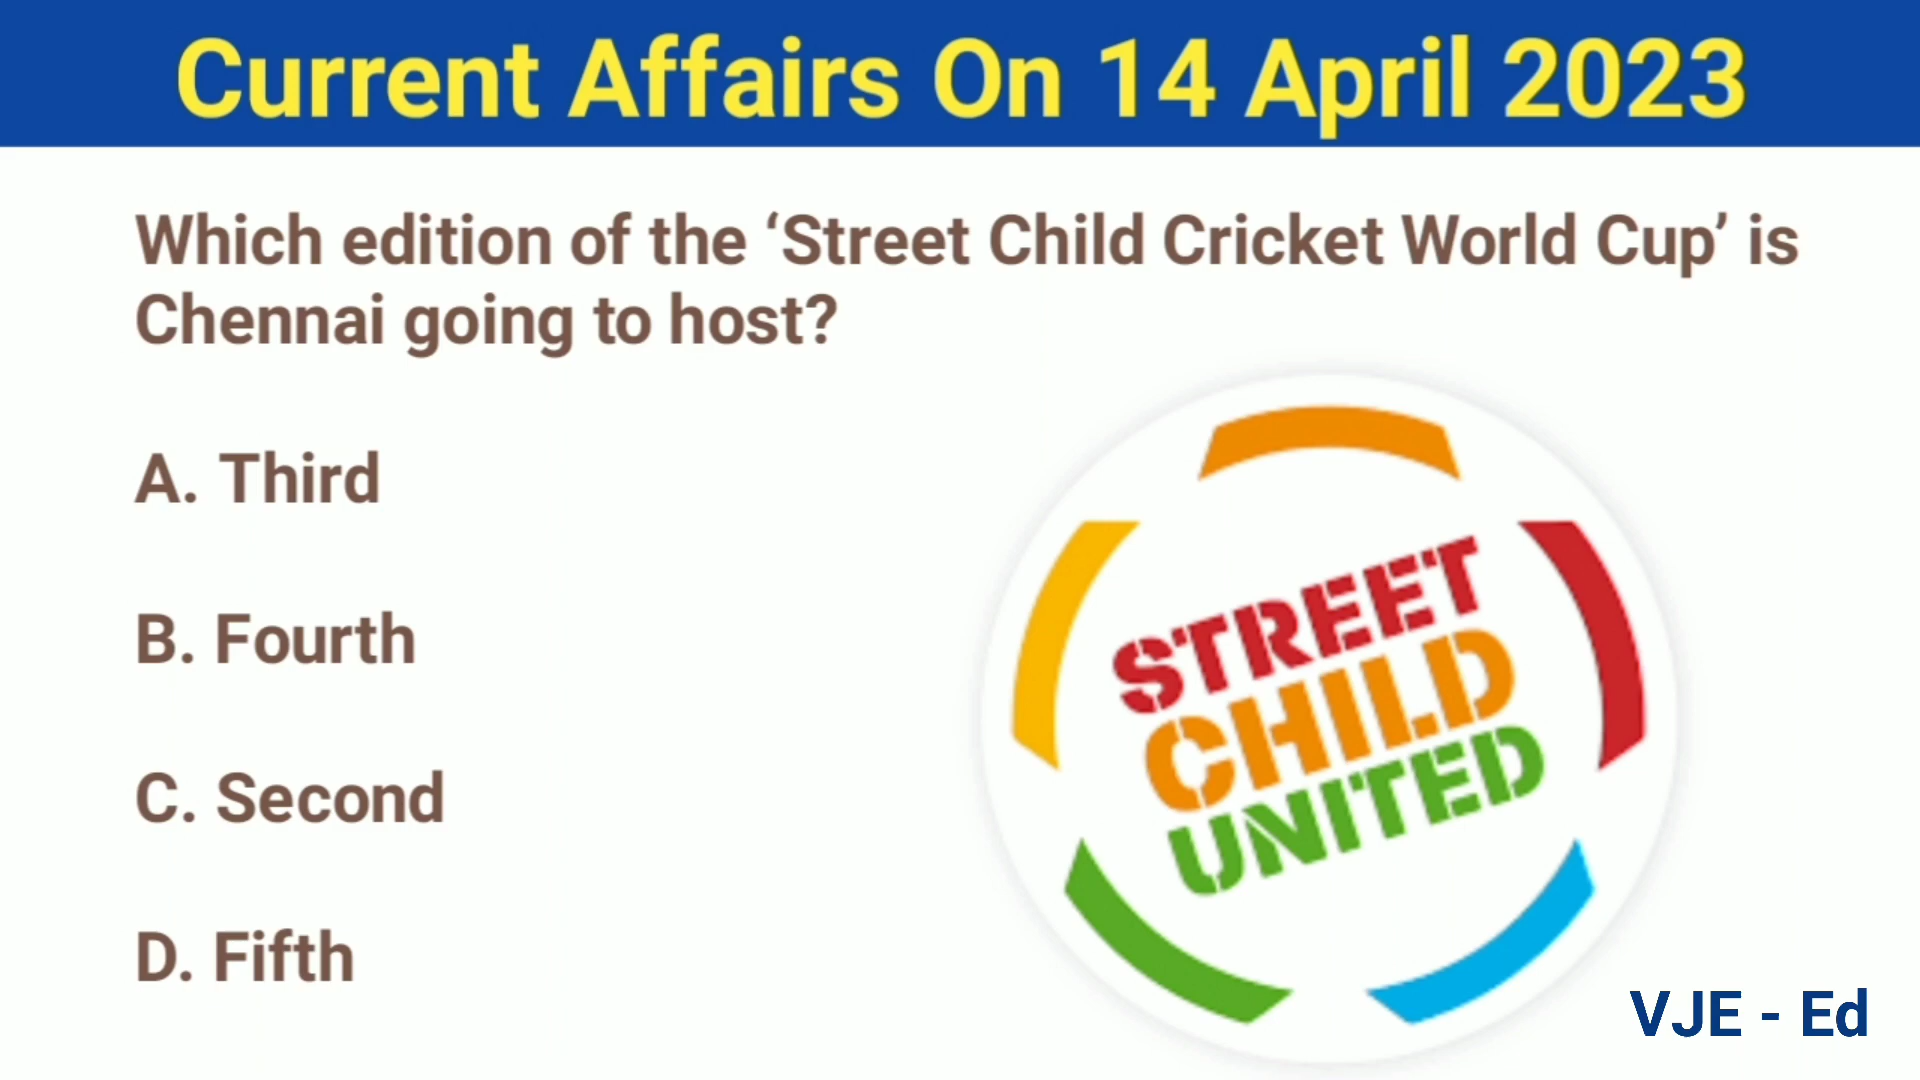 Current Affairs On 14 April 2023
Which edition of the ‘Street Child Cricket World Cup’ is
Chennai going to host?
A. Third
B. Fourth
C. Second
D. Fifth
STREET
CHILD
UNITED
VJE - Ed